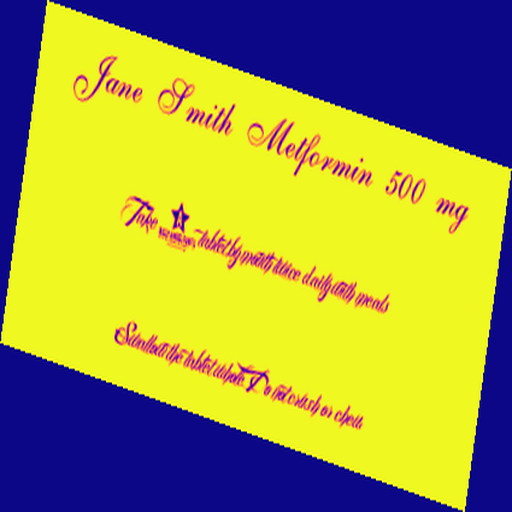 Jane Smith Metformin 500 mg
Take tablet by mouth twice daily with meals
Swallow the tablet whole. Do not crush or chew